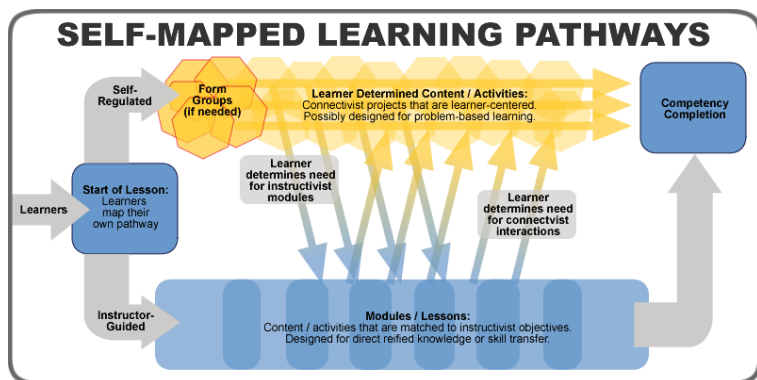 SELF-MAPPED LEARNING PATHWAYS
Self-
Regulated
Form
Groups
(if needed)
Learner Determined Content / Activities:
Connectivist projects that are learner-centered.
Possibly designed for problem-based learning.
Competency
Completion
Learner
determines need
for instructivist
modules
Learners
Start of Lesson:
Learners
map their
own pathway
Learner
determines need
for connectvist
interactions
Instructor-
Guided
Modules / Lessons:
Content / activities that are matched to instructivist objectives.
Designed for direct reified knowledge or skill transfer.